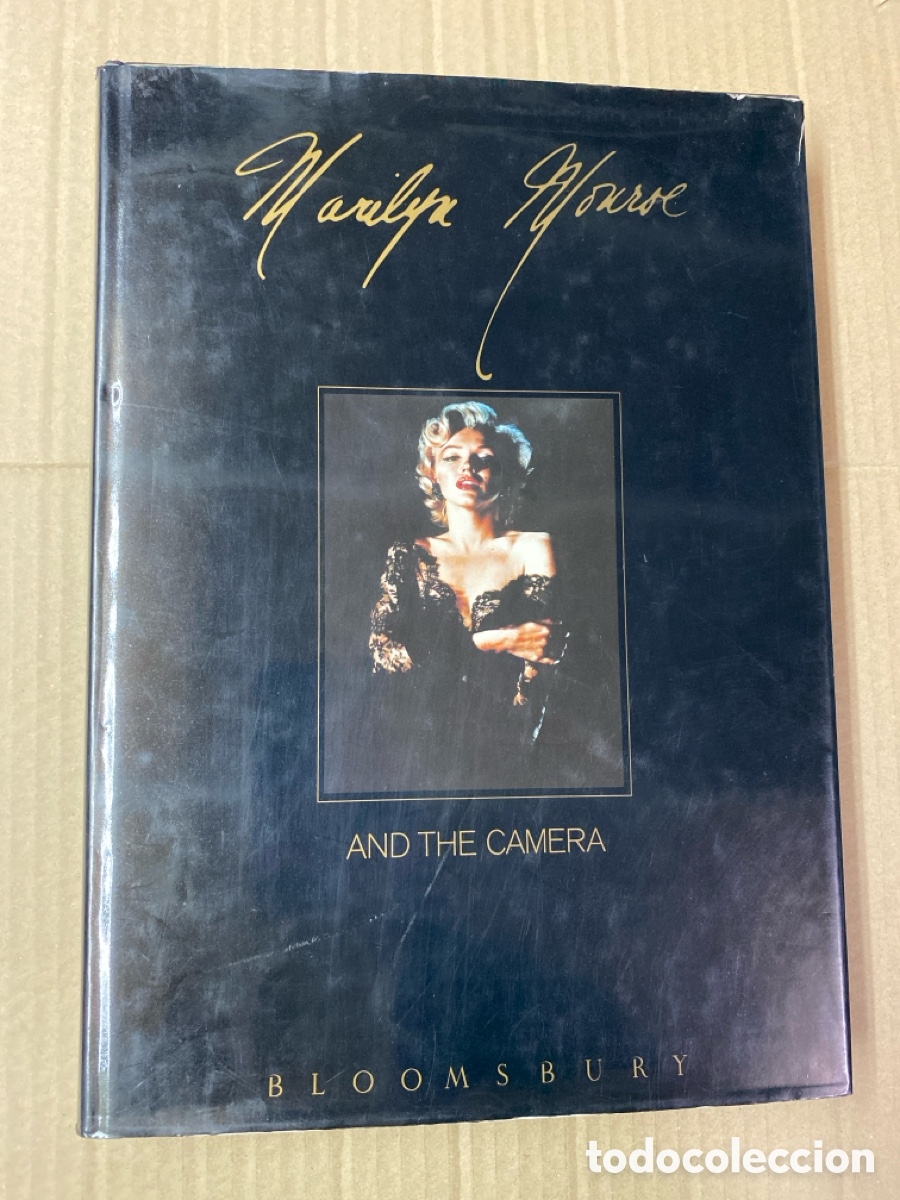 Marilyn Monroe
AND THE CAMERA
BLOOMSBURY
todocoleccion